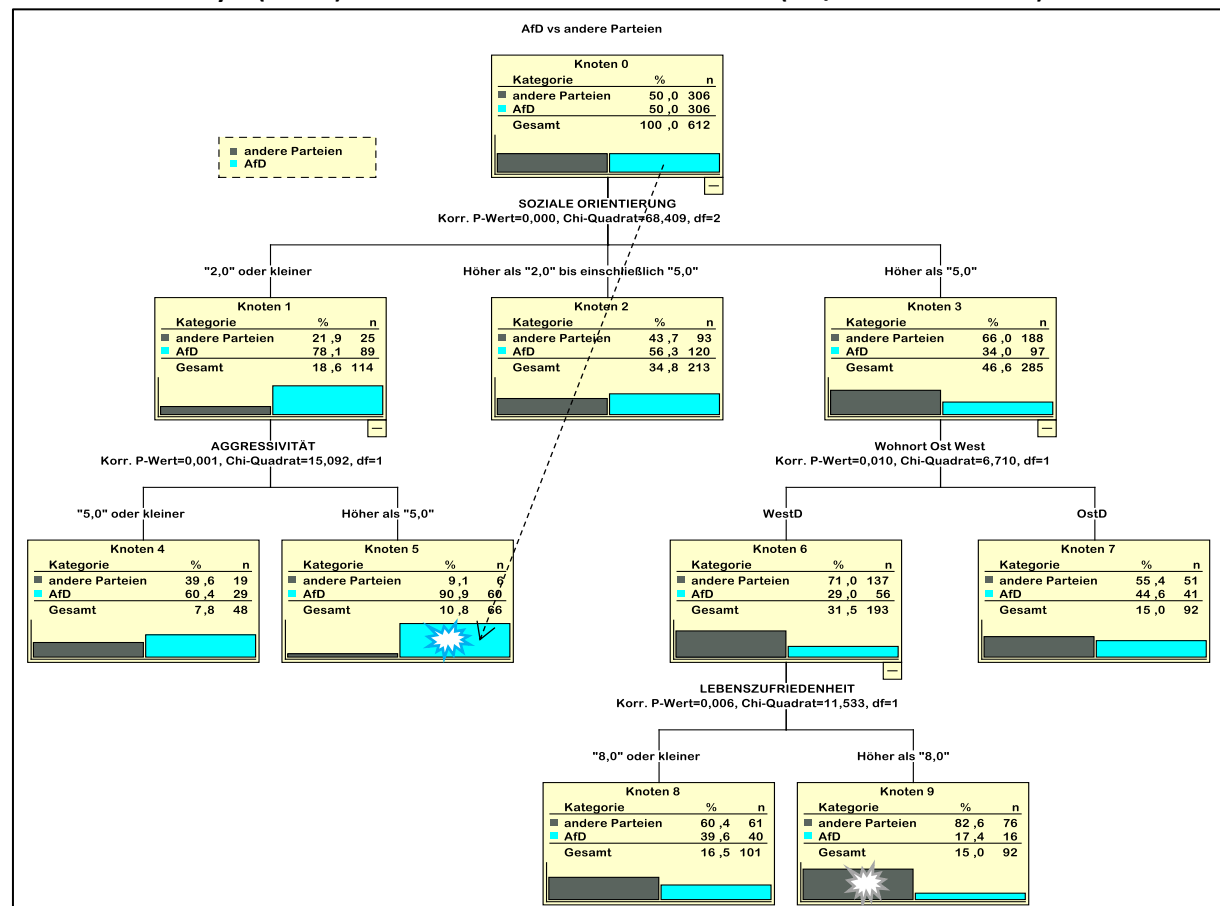 AfD vs andere Parteien
Knoten 0
Kategorie % n
andere Parteien 50 ,0 306
AfD 50 ,0 306
Gesamt 100 ,0 612
andere Parteien
AfD
SOZIALE ORIENTIERUNG
Korr. P-Wert=0,000, Chi-Quadrat=68,409, df=2
"2,0" oder kleiner
Höher als "2,0" bis einschließlich "5,0"
Höher als "5,0"
Knoten 1
Kategorie % n
andere Parteien 21 ,9 25
AfD 78 ,1 89
Gesamt 18 ,6 114
Knoten 2
Kategorie % n
andere Parteien 43 ,7 93
AfD 56 ,3 120
Gesamt 34 ,8 213
Knoten 3
Kategorie % n
andere Parteien 66 ,0 188
AfD 34 ,0 97
Gesamt 46 ,6 285
AGGRESSIVITÄT
Korr. P-Wert=0,001, Chi-Quadrat=15,092, df=1
Wohnort Ost West
Korr. P-Wert=0,010, Chi-Quadrat=6,710, df=1
"5,0" oder kleiner
Höher als "5,0"
WestD
OstD
Knoten 4
Kategorie % n
andere Parteien 39 ,6 19
AfD 60 ,4 29
Gesamt 7 ,8 48
Knoten 5
Kategorie % n
andere Parteien 9 ,1 6
AfD 90 ,9 60
Gesamt 10 ,8 66
Knoten 6
Kategorie % n
andere Parteien 71 ,0 137
AfD 29 ,0 56
Gesamt 31 ,5 193
Knoten 7
Kategorie % n
andere Parteien 55 ,4 51
AfD 44 ,6 41
Gesamt 15 ,0 92
LEBENSZUFRIEDENHEIT
Korr. P-Wert=0,006, Chi-Quadrat=11,533, df=1
"8,0" oder kleiner
Höher als "8,0"
Knoten 8
Kategorie % n
andere Parteien 60 ,4 61
AfD 39 ,6 40
Gesamt 16 ,5 101
Knoten 9
Kategorie % n
andere Parteien 82 ,6 76
AfD 17 ,4 16
Gesamt 15 ,0 92